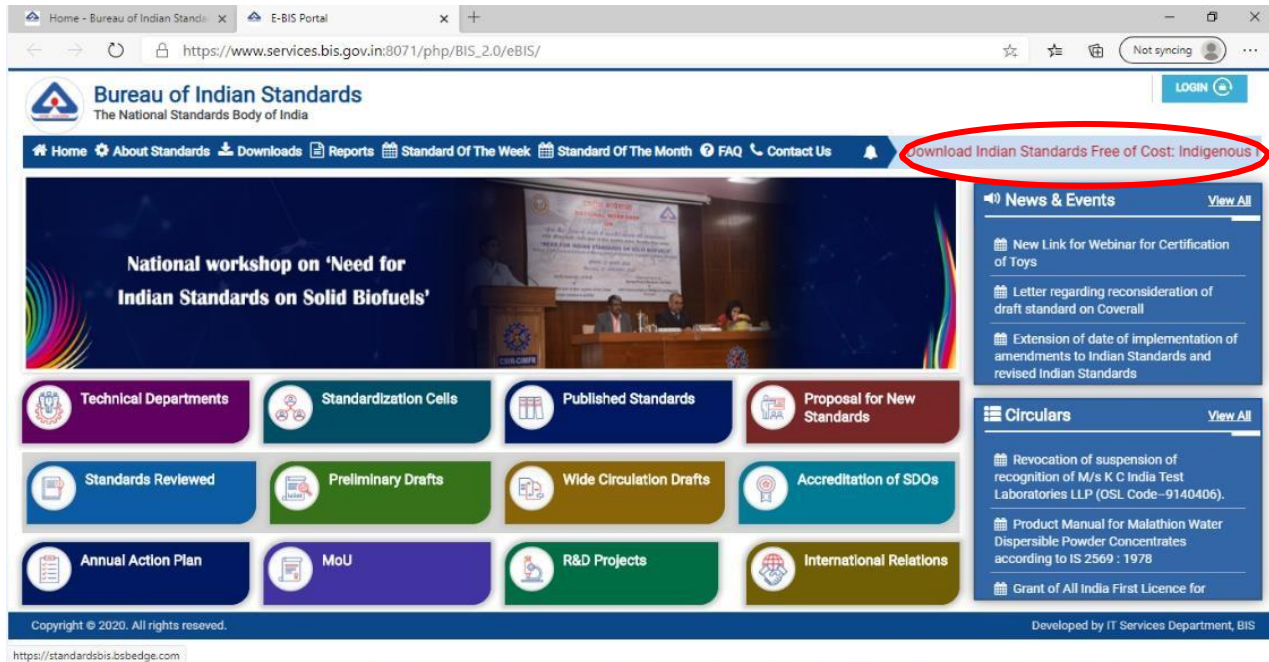 Home - Bureau of Indian Standa
E-BIS Portal
https://www.services.bis.gov.in:8071/php/BIS_2.0/eBIS/
Not syncing
Bureau of Indian Standards
The National Standards Body of India
LOGIN
Home About Standards Downloads Reports Standard Of The Week Standard Of The Month FAQ Contact Us
Download Indian Standards Free of Cost: Indigenous
National workshop on ‘Need for
Indian Standards on Solid Biofuels’
News & Events View All
New Link for Webinar for Certification
of Toys
Letter regarding reconsideration of
draft standard on Coverall
Extension of date of implementation of
amendments to Indian Standards and
revised Indian Standards
Technical Departments
Standardization Cells
Published Standards
Proposal for New
Standards
Standards Reviewed
Preliminary Drafts
Wide Circulation Drafts
Accreditation of SDOs
Annual Action Plan
MoU
R&D Projects
International Relations
Circulars View All
Revocation of suspension of
recognition of M/s K C India Test
Laboratories LLP (OSL Code–9140406).
Product Manual for Malathion Water
Dispersible Powder Concentrates
according to IS 2569 : 1978
Grant of All India First Licence for
Copyright © 2020. All rights reseved.
Developed by IT Services Department, BIS
https://standardsbis.bsbedge.com